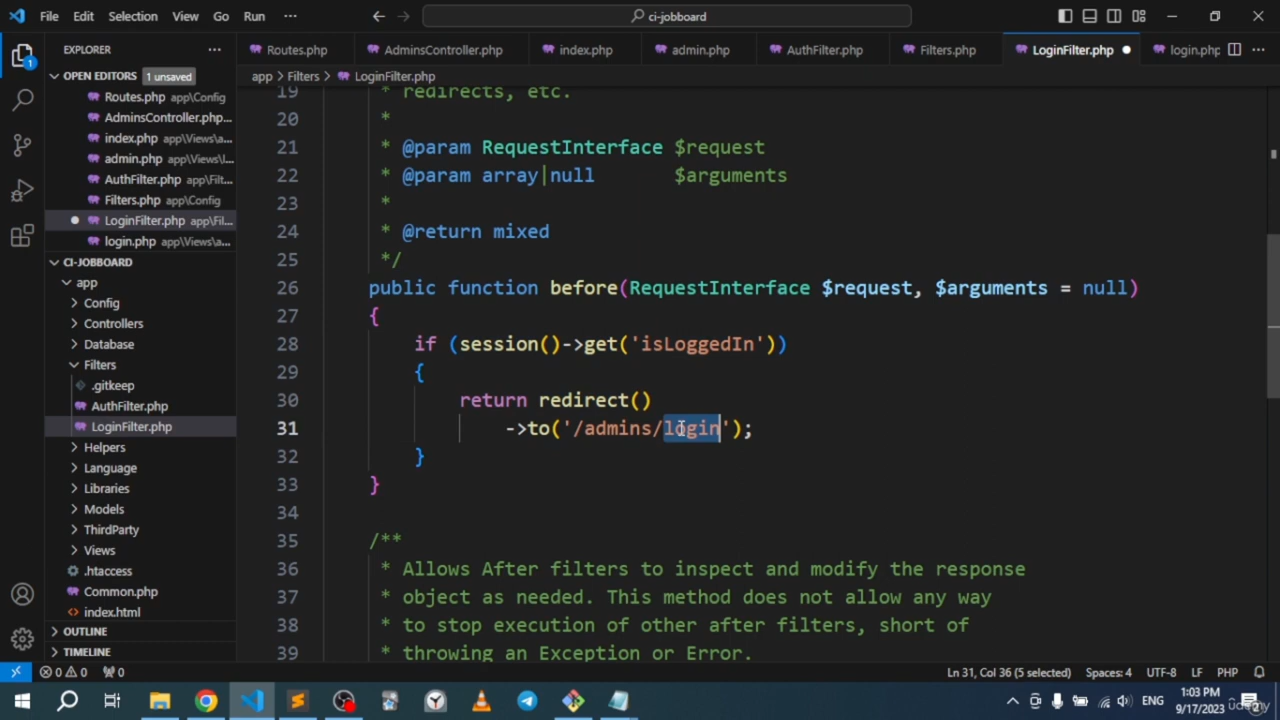 File Edit Selection View Go Run ··· ci-jobboard
EXPLORER ··· Routes.php AdminsController.php index.php admin.php AuthFilter.php Filters.php LoginFilter.php login.php ···
OPEN EDITORS 1 unsaved
app > Filters > LoginFilter.php
Routes.php app\Config
AdminsController.php...
index.php app\Views\a...
admin.php app\Views\l...
AuthFilter.php app\Filt...
Filters.php app\Config
LoginFilter.php app\Fil...
login.php app\Views\a...
CI-JOBBOARD
app
Config
Controllers
Database
Filters
.gitkeep
AuthFilter.php
LoginFilter.php
Helpers
Language
Libraries
Models
ThirdParty
Views
.htaccess
Common.php
index.html
OUTLINE
TIMELINE
19 * redirects, etc.
20 *
21 * @param RequestInterface $request
22 * @param array|null $arguments
23 *
24 * @return mixed
25 */
26 public function before(RequestInterface $request, $arguments = null)
27 {
28 if (session()->get('isLoggedIn'))
29 {
30 return redirect()
31 ->to('/admins/login');
32 }
33 }
34
35 /**
36 * Allows After filters to inspect and modify the response
37 * object as needed. This method does not allow any way
38 * to stop execution of other after filters, short of
39 * throwing an Exception or Error.
0 0 0 Ln 31, Col 36 (5 selected) Spaces: 4 UTF-8 LF PHP
ENG 1:03 PM
9/17/2023
udemy